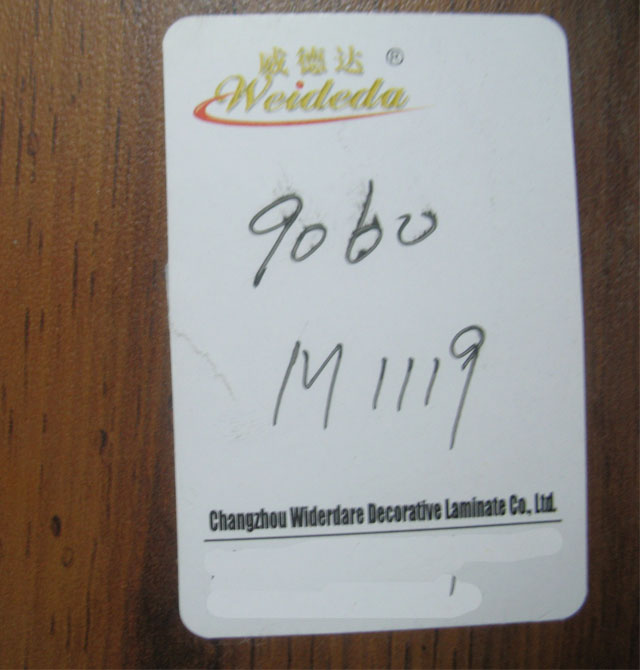 威德达®
Weideda
9060
M1119
Changzhou Widerdare Decorative Laminate Co., Ltd.